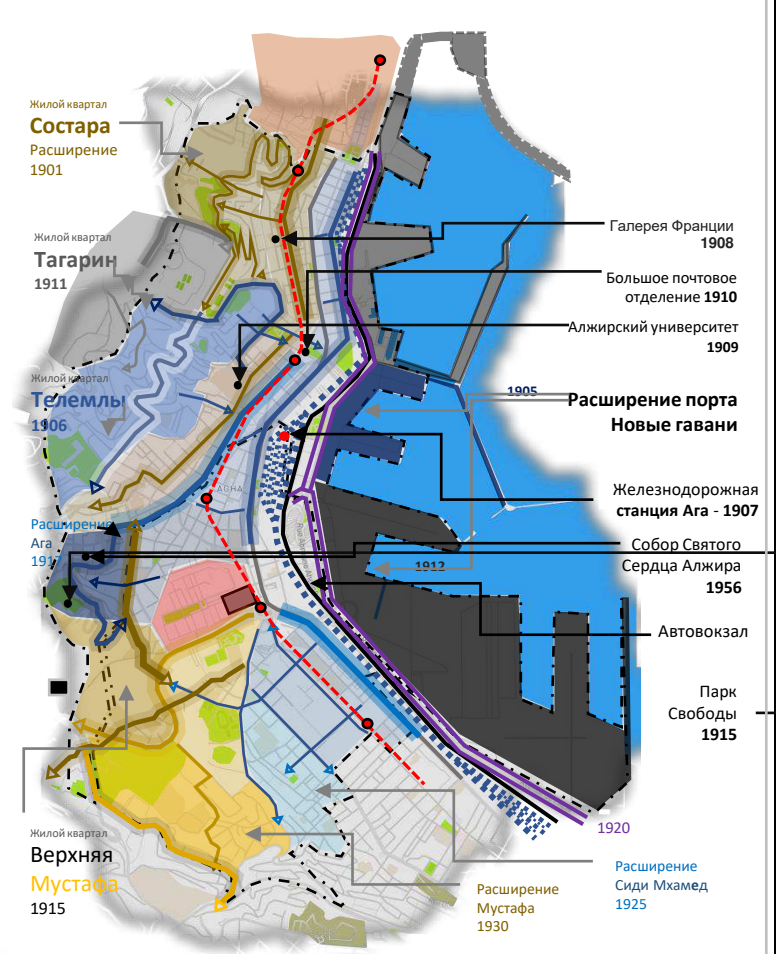 Жилой квартал
Состара
Расширение
1901
Галерея Франции
1908
Жилой квартал
Тагарин
1911
Большое почтовое
отделение 1910
Алжирский университет
1909
Жилой квартал
Телемлы
1906
1905
Расширение порта
Новые гавани
Железнодорожная
станция Ага - 1907
AGHA
Расширение
Ага
1917
Собор Святого
Сердца Алжира
1956
1912
Автовокзал
Парк
Свободы
1915
1920
Жилой квартал
Верхняя
Мустафа
1915
Расширение
Сиди Мхамед
1925
Расширение
Мустафа
1930